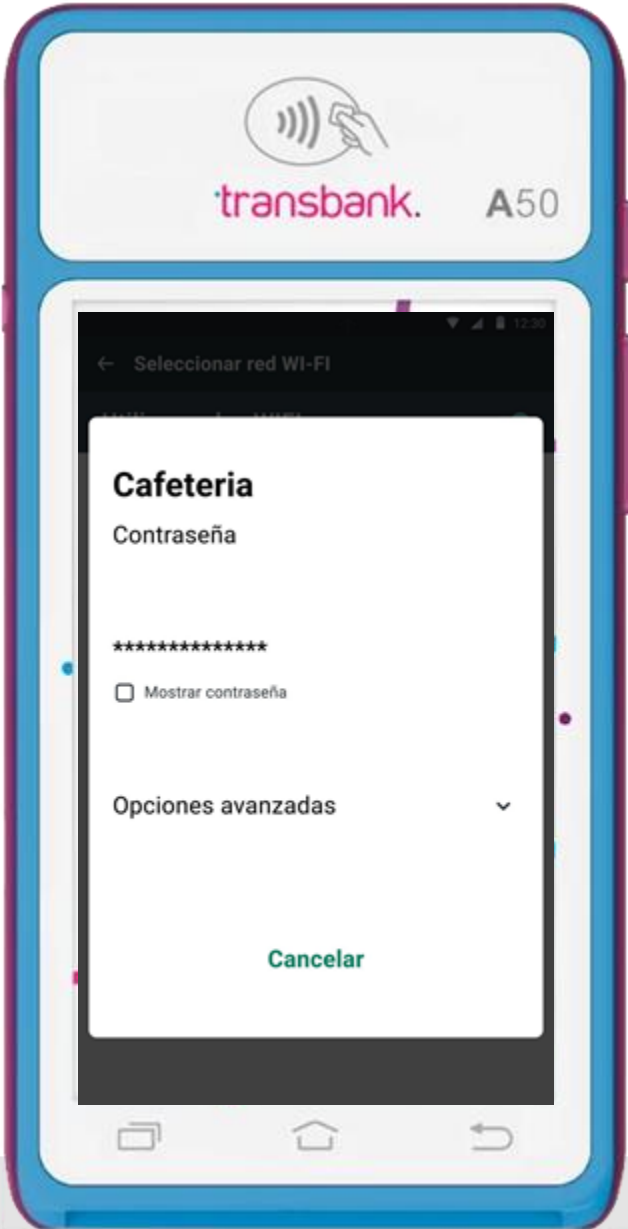 transbank.
A50
12:30
Seleccionar red WI-FI
Cafeteria
Contraseña
**************
Mostrar contraseña
Opciones avanzadas
Cancelar